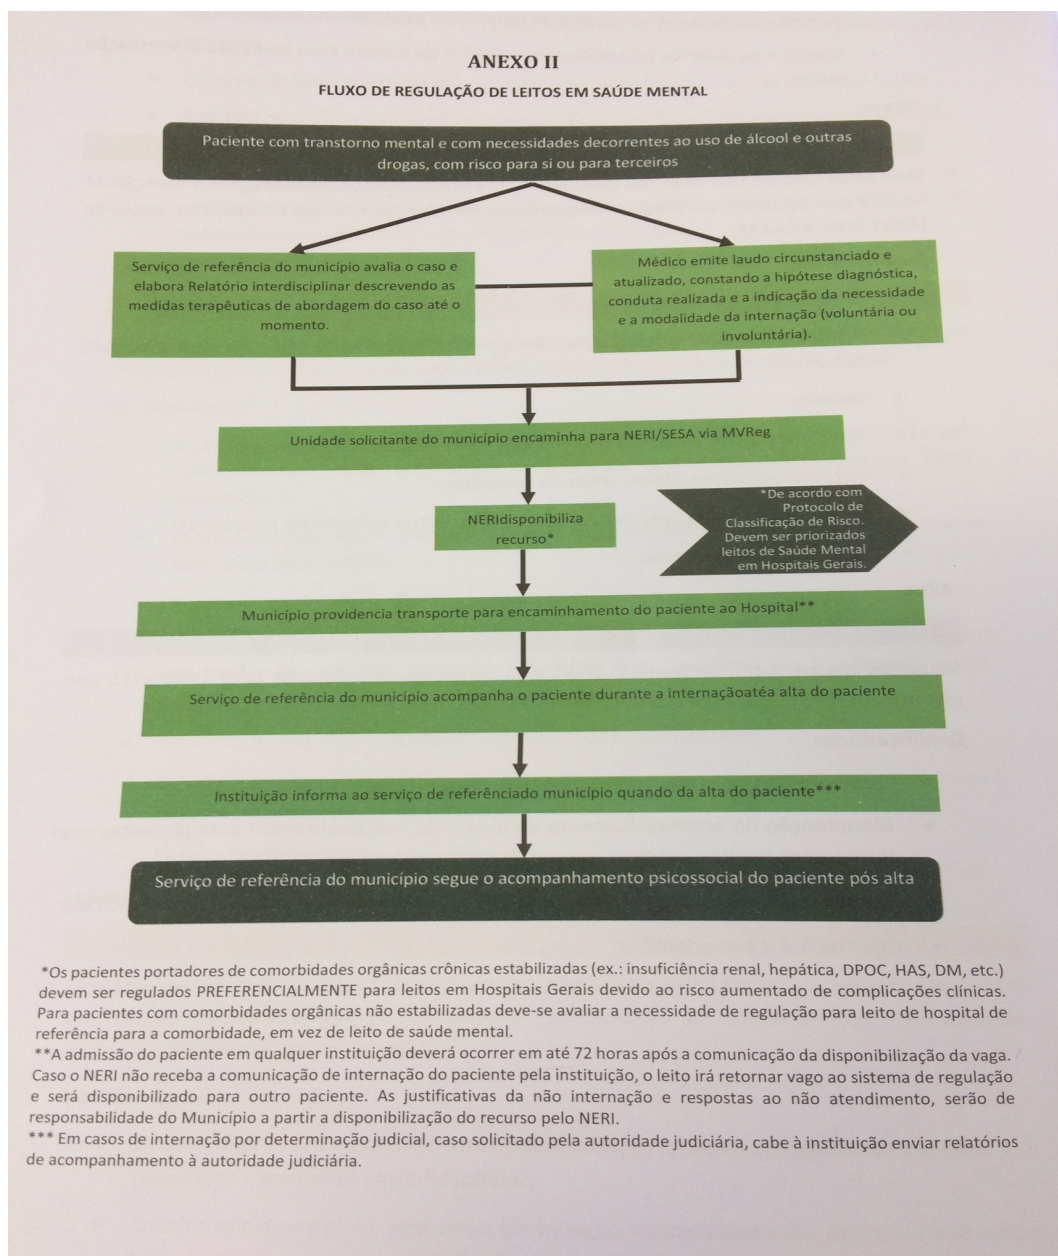 ANEXO II
FLUXO DE REGULAÇÃO DE LEITOS EM SAÚDE MENTAL
Paciente com transtorno mental e com necessidades decorrentes ao uso de álcool e outras
drogas, com risco para si ou para terceiros
Serviço de referência do município avalia o caso e
elabora Relatório interdisciplinar descrevendo as
medidas terapêuticas de abordagem do caso até o
momento.
Médico emite laudo circunstanciado e
atualizado, constando a hipótese diagnóstica,
conduta realizada e a indicação da necessidade
e a modalidade da internação (voluntária ou
involuntária).
Unidade solicitante do município encaminha para NERI/SESA via MVReg
NERIdisponibiliza
recurso*
*De acordo com
Protocolo de
Classificação de Risco.
Devem ser priorizados
leitos de Saúde Mental
em Hospitais Gerais.
Município providencia transporte para encaminhamento do paciente ao Hospital**
Serviço de referência do município acompanha o paciente durante a internaçãoatéa alta do paciente
Instituição informa ao serviço de referênciado município quando da alta do paciente***
Serviço de referência do município segue o acompanhamento psicossocial do paciente pós alta
*Os pacientes portadores de comorbidades orgânicas crônicas estabilizadas (ex.: insuficiência renal, hepática, DPOC, HAS, DM, etc.)
devem ser regulados PREFERENCIALMENTE para leitos em Hospitais Gerais devido ao risco aumentado de complicações clínicas.
Para pacientes com comorbidades orgânicas não estabilizadas deve-se avaliar a necessidade de regulação para leito de hospital de
referência para a comorbidade, em vez de leito de saúde mental.
**A admissão do paciente em qualquer instituição deverá ocorrer em até 72 horas após a comunicação da disponibilização da vaga.
Caso o NERI não receba a comunicação de internação do paciente pela instituição, o leito irá retornar vago ao sistema de regulação
e será disponibilizado para outro paciente. As justificativas da não internação e respostas ao não atendimento, serão de
responsabilidade do Município a partir a disponibilização do recurso pelo NERI.
*** Em casos de internação por determinação judicial, caso solicitado pela autoridade judiciária, cabe à instituição enviar relatórios
de acompanhamento à autoridade judiciária.